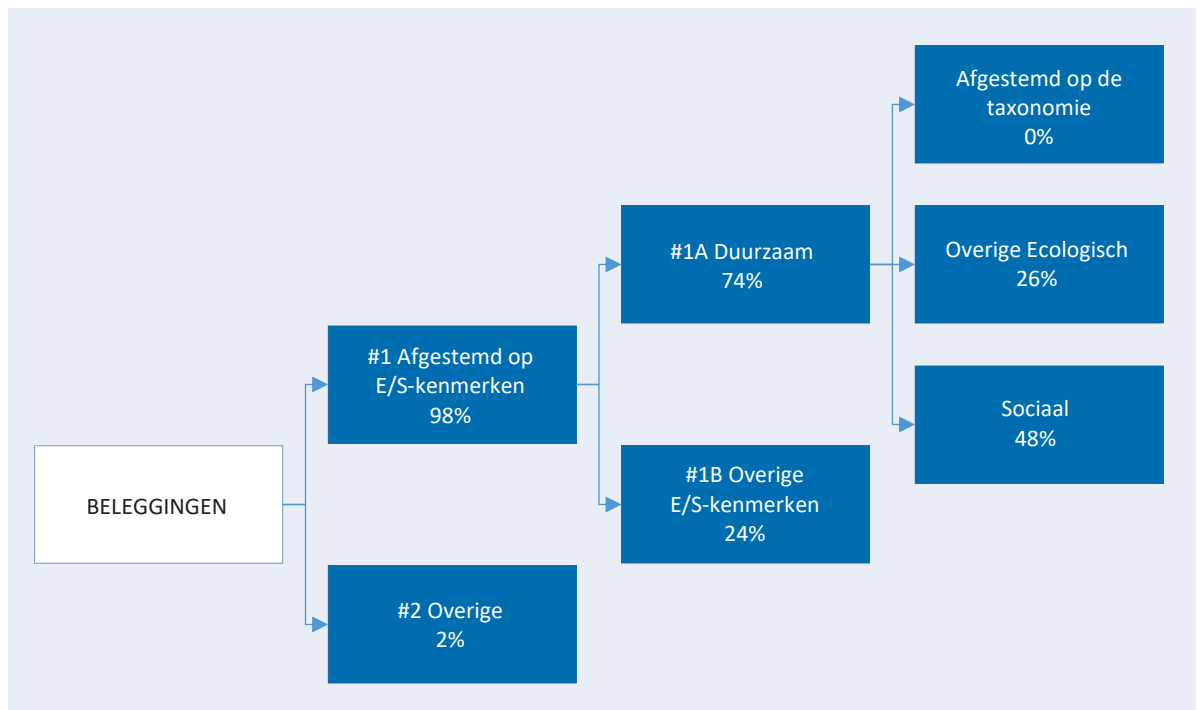 BELEGGINGEN
#1 Afgestemd op
E/S-kenmerken
98%
#2 Overige
2%
#1A Duurzaam
74%
#1B Overige
E/S-kenmerken
24%
Afgestemd op de
taxonomie
0%
Overige Ecologisch
26%
Sociaal
48%